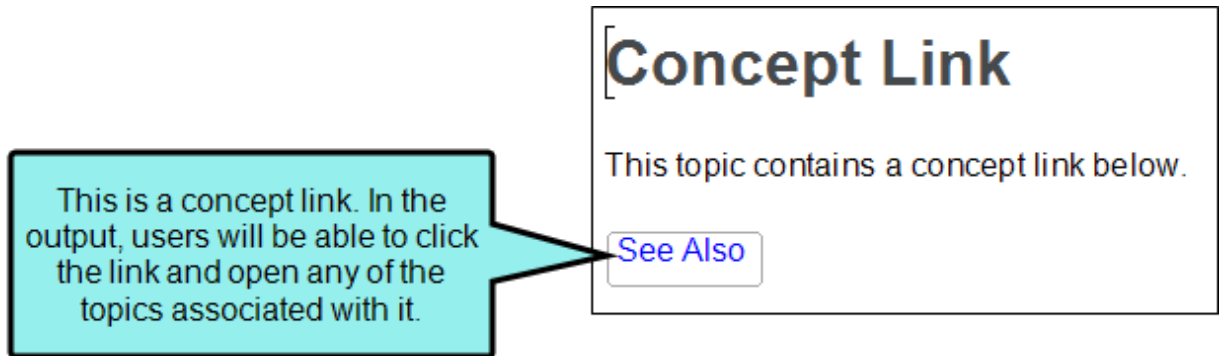 Concept Link
This topic contains a concept link below.
See Also
This is a concept link. In the
output, users will be able to click
the link and open any of the
topics associated with it.